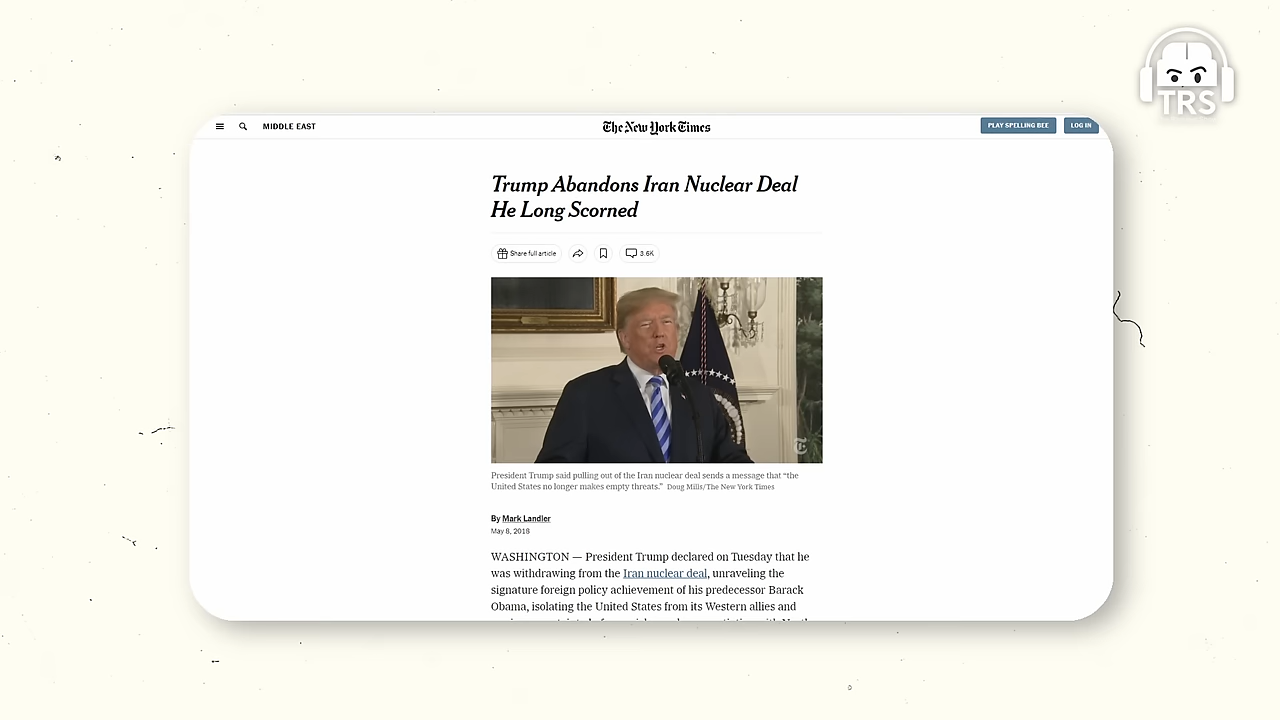 TRS
MIDDLE EAST
The New York Times
PLAY SPELLING BEE
LOG IN
Trump Abandons Iran Nuclear Deal
He Long Scorned
Share full article
3.6K
President Trump said pulling out of the Iran nuclear deal sends a message that “the
United States no longer makes empty threats.” Doug Mills/The New York Times
By Mark Landler
May 8, 2018
WASHINGTON — President Trump declared on Tuesday that he
was withdrawing from the Iran nuclear deal, unraveling the
signature foreign policy achievement of his predecessor Barack
Obama, isolating the United States from its Western allies and